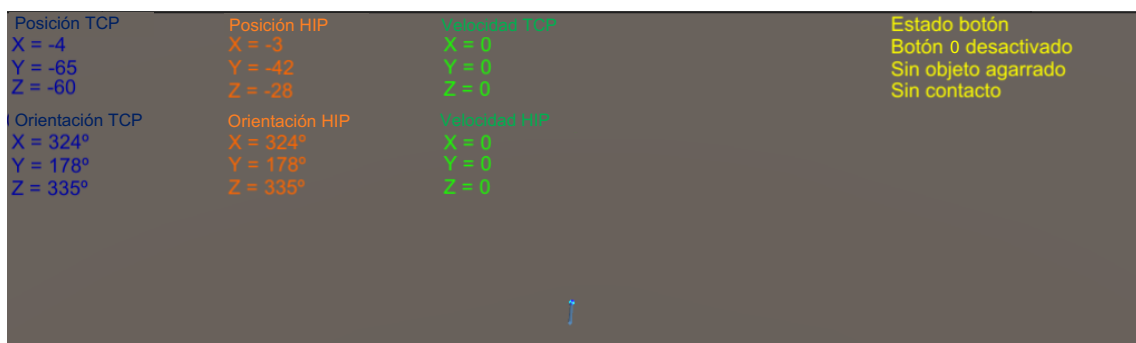 Posición TCP
X = -4
Y = -65
Z = -60
Orientación TCP
X = 324º
Y = 178º
Z = 335º
Posición HIP
X = -3
Y = -42
Z = -28
Orientación HIP
X = 324º
Y = 178º
Z = 335º
Velocidad TCP
X = 0
Y = 0
Z = 0
Velocidad HIP
X = 0
Y = 0
Z = 0
Estado botón
Botón 0 desactivado
Sin objeto agarrado
Sin contacto